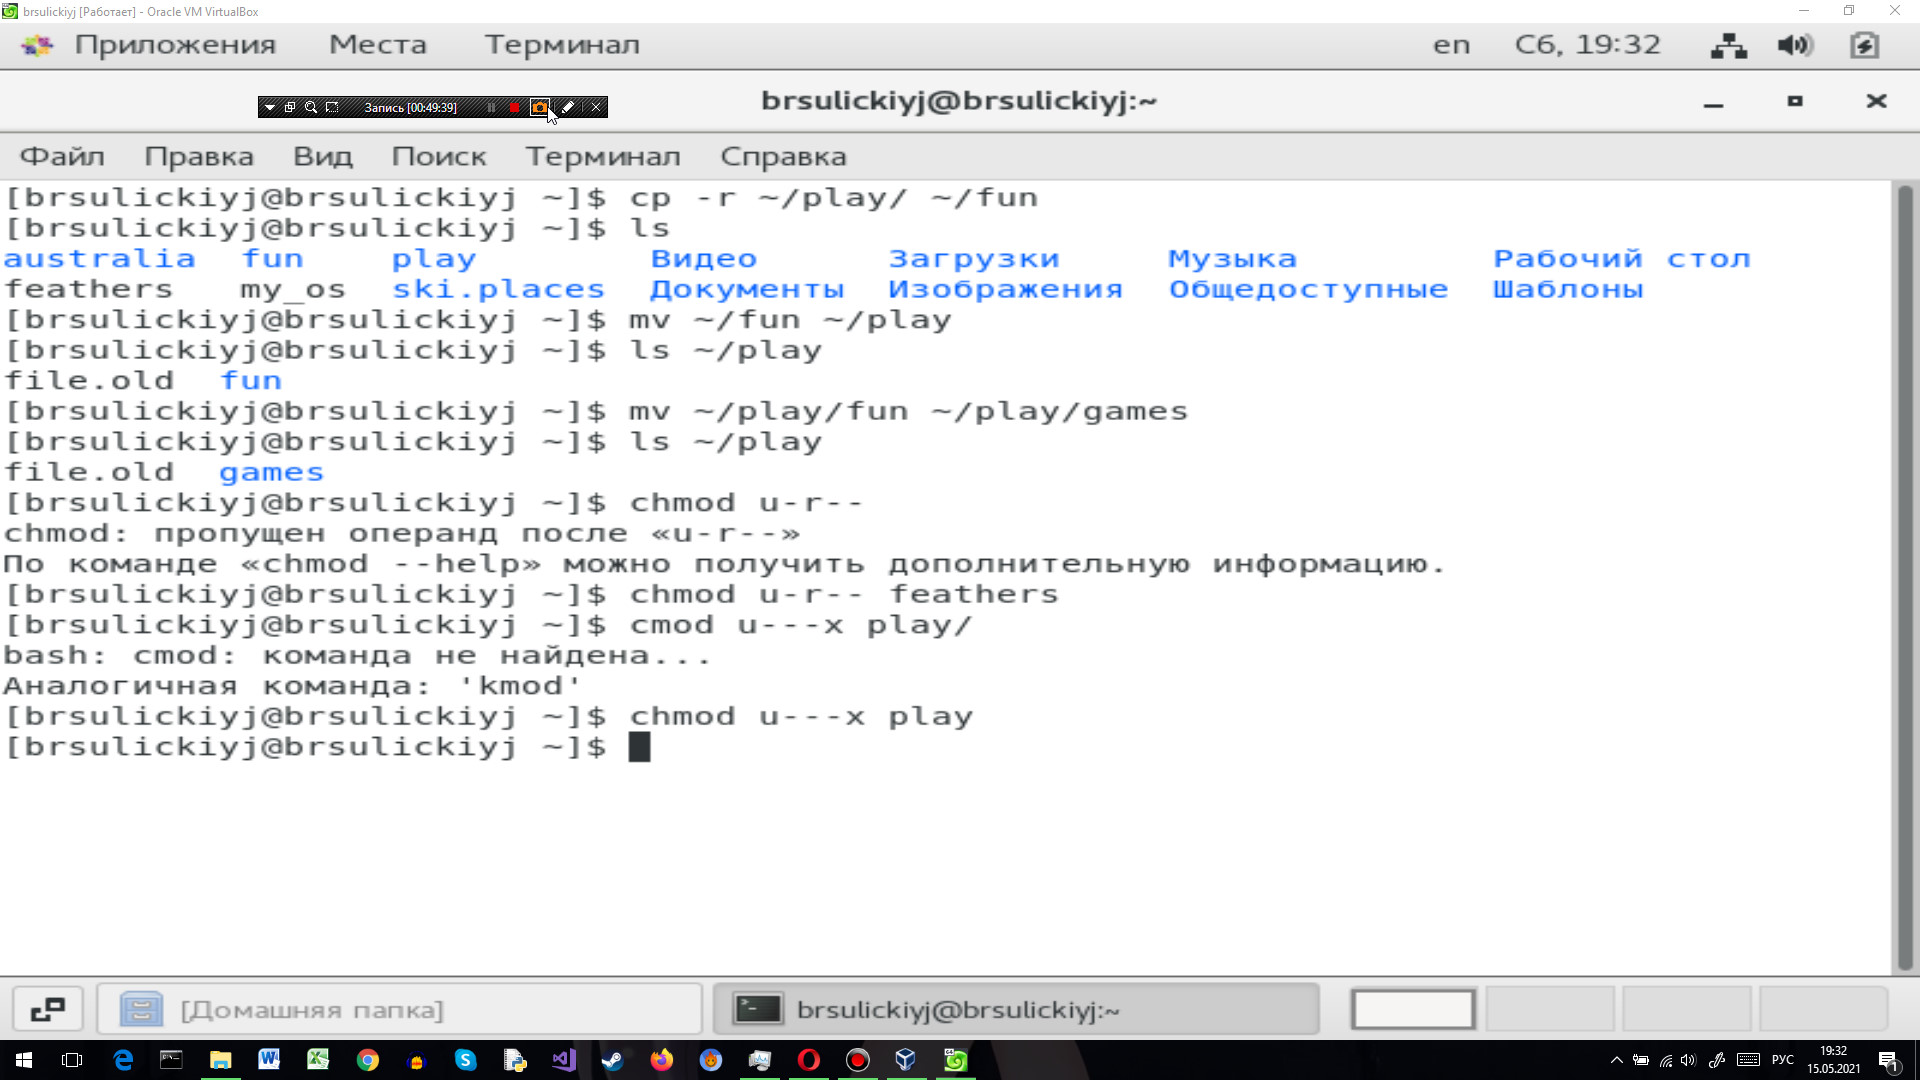 brsulickiyj [Работает] - Oracle VM VirtualBox
Приложения Места Терминал en Сб, 19:32
Запись [00:49:39]
brsulickiyj@brsulickiyj:~
Файл Правка Вид Поиск Терминал Справка
[brsulickiyj@brsulickiyj ~]$ cp -r ~/play/ ~/fun
[brsulickiyj@brsulickiyj ~]$ ls
australia fun play Видео Загрузки Музыка Рабочий стол
feathers my_os ski.places Документы Изображения Общедоступные Шаблоны
[brsulickiyj@brsulickiyj ~]$ mv ~/fun ~/play
[brsulickiyj@brsulickiyj ~]$ ls ~/play
file.old fun
[brsulickiyj@brsulickiyj ~]$ mv ~/play/fun ~/play/games
[brsulickiyj@brsulickiyj ~]$ ls ~/play
file.old games
[brsulickiyj@brsulickiyj ~]$ chmod u-r--
chmod: пропущен операнд после «u-r--»
По команде «chmod --help» можно получить дополнительную информацию.
[brsulickiyj@brsulickiyj ~]$ chmod u-r-- feathers
[brsulickiyj@brsulickiyj ~]$ cmod u---x play/
bash: cmod: команда не найдена...
Аналогичная команда: 'kmod'
[brsulickiyj@brsulickiyj ~]$ chmod u---x play
[brsulickiyj@brsulickiyj ~]$
[Домашняя папка] brsulickiyj@brsulickiyj:~
РУС 19:32
15.05.2021 1